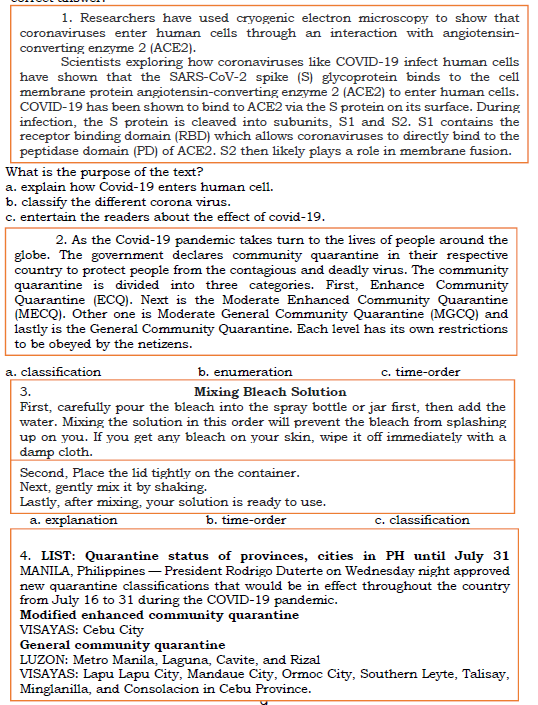 correct answer.
1. Researchers have used cryogenic electron microscopy to show that
coronaviruses enter human cells through an interaction with angiotensin-
converting enzyme 2 (ACE2).
Scientists exploring how coronaviruses like COVID-19 infect human cells
have shown that the SARS-CoV-2 spike (S) glycoprotein binds to the cell
membrane protein angiotensin-converting enzyme 2 (ACE2) to enter human cells.
COVID-19 has been shown to bind to ACE2 via the S protein on its surface. During
infection, the S protein is cleaved into subunits, S1 and S2. S1 contains the
receptor binding domain (RBD) which allows coronaviruses to directly bind to the
peptidase domain (PD) of ACE2. S2 then likely plays a role in membrane fusion.
What is the purpose of the text?
a. explain how Covid-19 enters human cell.
b. classify the different corona virus.
c. entertain the readers about the effect of covid-19.
2. As the Covid-19 pandemic takes turn to the lives of people around the
globe. The government declares community quarantine in their respective
country to protect people from the contagious and deadly virus. The community
quarantine is divided into three categories. First, Enhance Community
Quarantine (ECQ). Next is the Moderate Enhanced Community Quarantine
(MECQ). Other one is Moderate General Community Quarantine (MGCQ) and
lastly is the General Community Quarantine. Each level has its own restrictions
to be obeyed by the netizens.
a. classification b. enumeration c. time-order
3. Mixing Bleach Solution
First, carefully pour the bleach into the spray bottle or jar first, then add the
water. Mixing the solution in this order will prevent the bleach from splashing
up on you. If you get any bleach on your skin, wipe it off immediately with a
damp cloth.
Second, Place the lid tightly on the container.
Next, gently mix it by shaking.
Lastly, after mixing, your solution is ready to use.
a. explanation b. time-order c. classification
4. LIST: Quarantine status of provinces, cities in PH until July 31
MANILA, Philippines — President Rodrigo Duterte on Wednesday night approved
new quarantine classifications that would be in effect throughout the country
from July 16 to 31 during the COVID-19 pandemic.
Modified enhanced community quarantine
VISAYAS: Cebu City
General community quarantine
LUZON: Metro Manila, Laguna, Cavite, and Rizal
VISAYAS: Lapu Lapu City, Mandaue City, Ormoc City, Southern Leyte, Talisay,
Minglanilla, and Consolacion in Cebu Province.